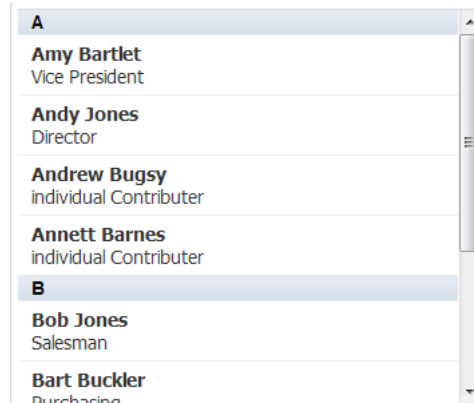 A
Amy Bartlet
Vice President
Andy Jones
Director
Andrew Bugsy
individual Contributer
Annett Barnes
individual Contributer
B
Bob Jones
Salesman
Bart Buckler
Purchasing